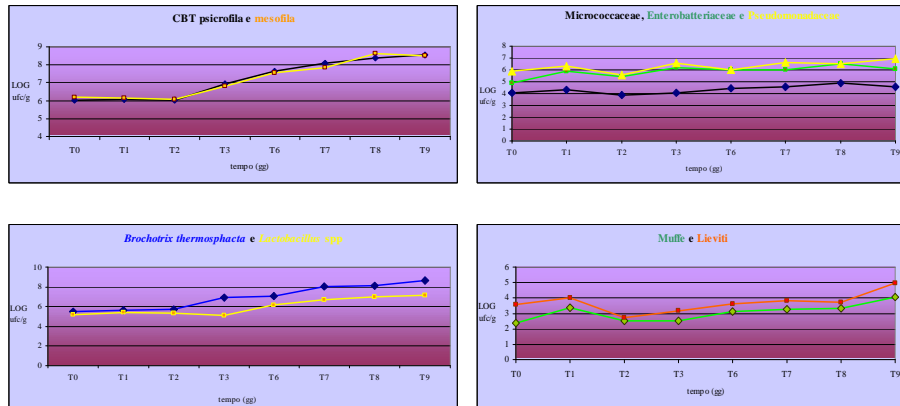 CBT psicrofila e mesofila
9
8
7
6
5
4
LOG
ufc/g
T0 T1 T2 T3 T6 T7 T8 T9
tempo (gg)
Micrococcaceae, Enterobatteriaceae e Pseudomonadaceae
8
7
6
5
4
3
2
1
0
LOG
ufc/g
T0 T1 T2 T3 T6 T7 T8 T9
tempo (gg)
Brochotrix thermosphacta e Lactobacillus spp
10
8
6
4
2
0
LOG
ufc/g
T0 T1 T2 T3 T6 T7 T8 T9
tempo (gg)
Muffe e Lieviti
6
5
4
3
2
1
0
LOG
ufc/g
T0 T1 T2 T3 T6 T7 T8 T9
tempo (gg)